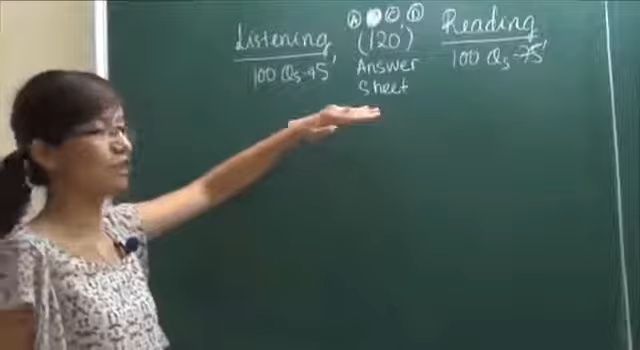 Ⓐ ● Ⓒ Ⓓ
Listening (120') Reading
100 Qs-45' Answer 100 Qs-75'
Sheet